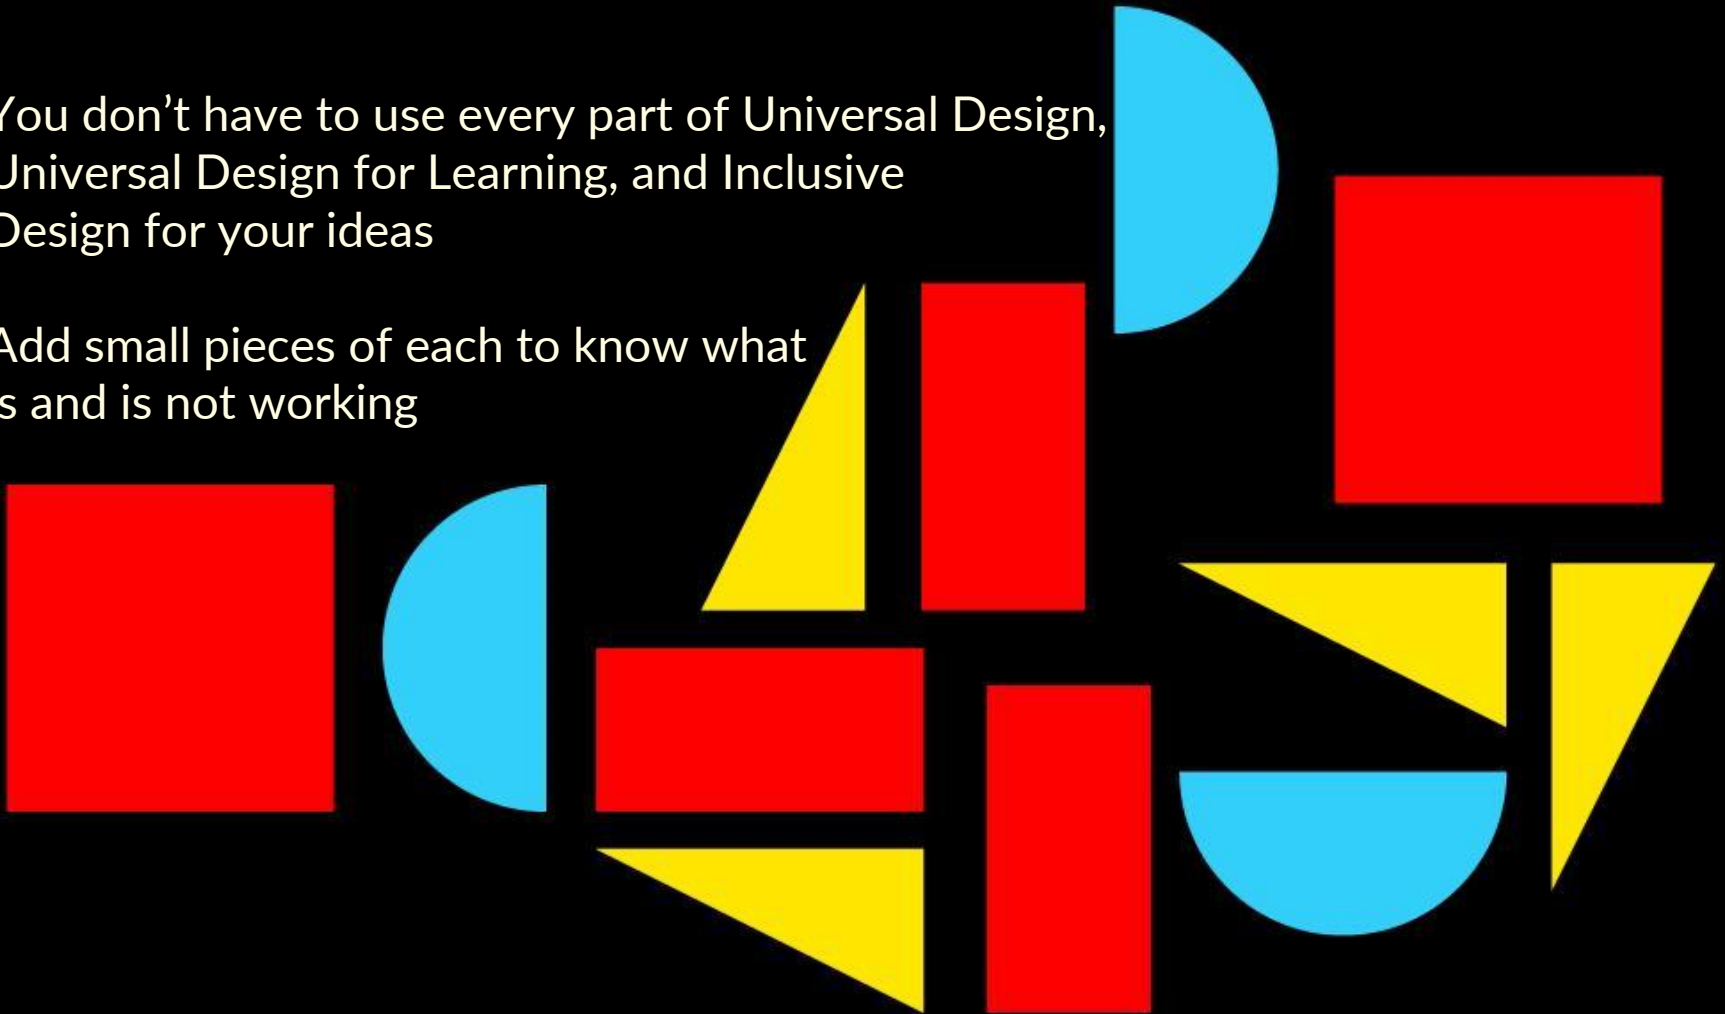 You don’t have to use every part of Universal Design,
Universal Design for Learning, and Inclusive
Design for your ideas
Add small pieces of each to know what
is and is not working